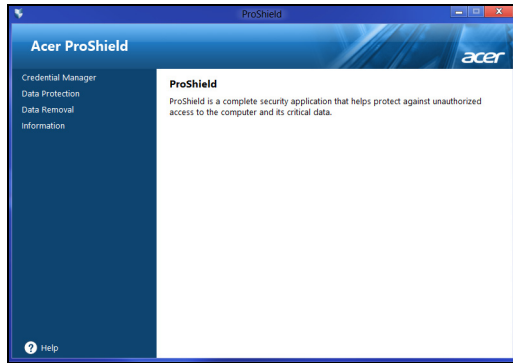 ProShield
Acer ProShield
acer
Credential Manager
Data Protection
Data Removal
Information
ProShield
ProShield is a complete security application that helps protect against unauthorized
access to the computer and its critical data.
? Help